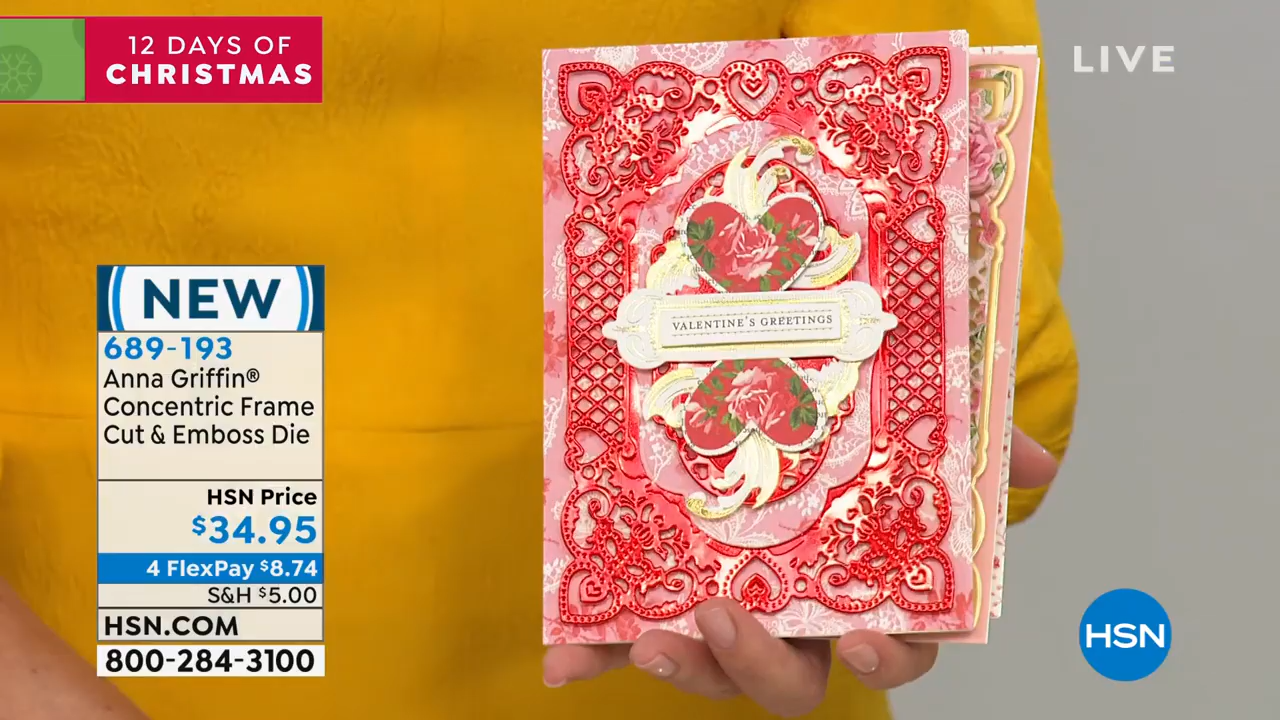 12 DAYS OF
CHRISTMAS
LIVE
NEW
689-193
Anna Griffin®
Concentric Frame
Cut & Emboss Die
HSN Price
$34.95
4 FlexPay $8.74
S&H $5.00
HSN.COM
800-284-3100
VALENTINE'S GREETINGS
HSN